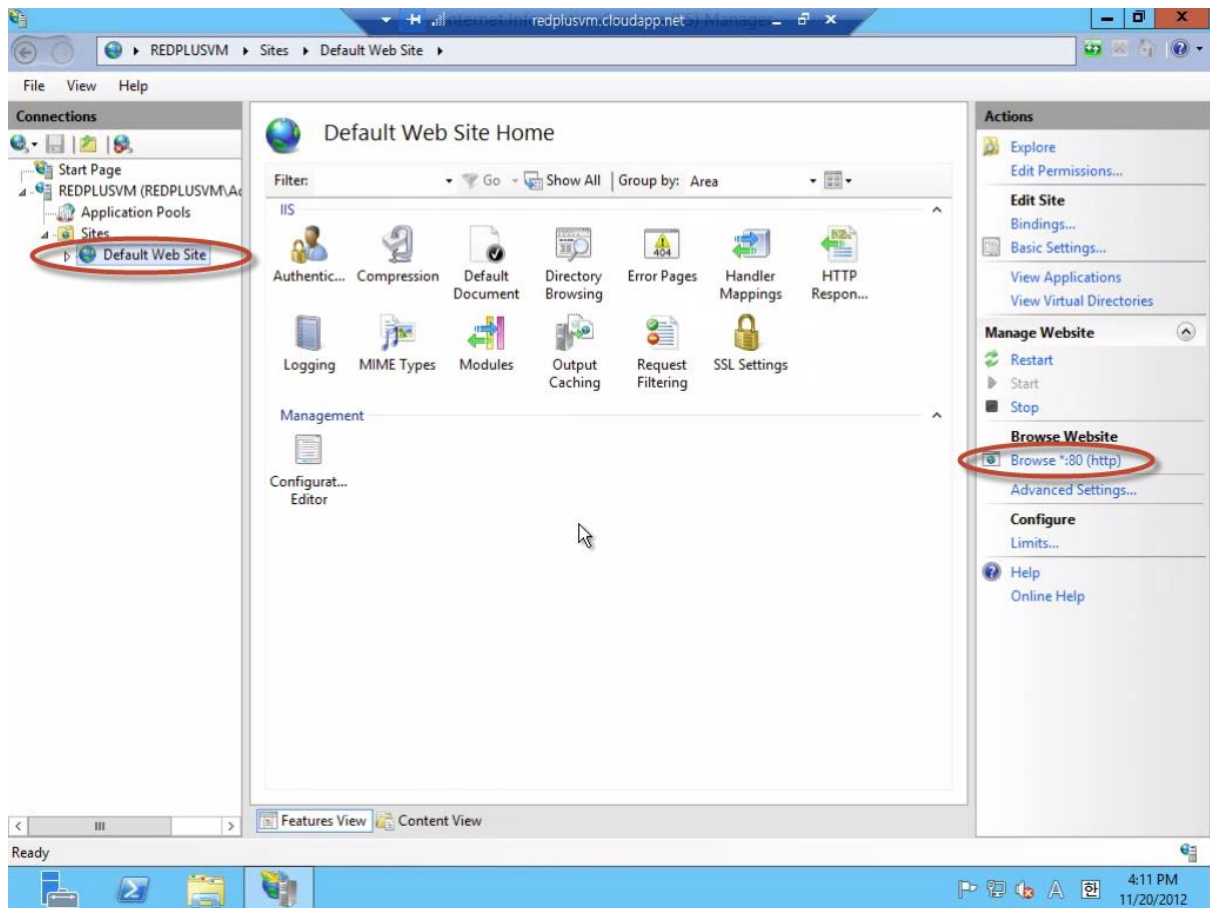 redplusvm.cloudapp.net
REDPLUSVM Sites Default Web Site
File View Help
Connections
Start Page
REDPLUSVM (REDPLUSVM\Ad
Application Pools
Sites
Default Web Site
Default Web Site Home
Filter: Go Show All Group by: Area
IIS
Authentic... Compression Default Document Directory Browsing Error Pages Handler Mappings HTTP Respon...
Logging MIME Types Modules Output Caching Request Filtering SSL Settings
Management
Configurat... Editor
Features View Content View
Actions
Explore
Edit Permissions...
Edit Site
Bindings...
Basic Settings...
View Applications
View Virtual Directories
Manage Website
Restart
Start
Stop
Browse Website
Browse *:80 (http)
Advanced Settings...
Configure
Limits...
Help
Online Help
Ready
A 한 4:11 PM
11/20/2012